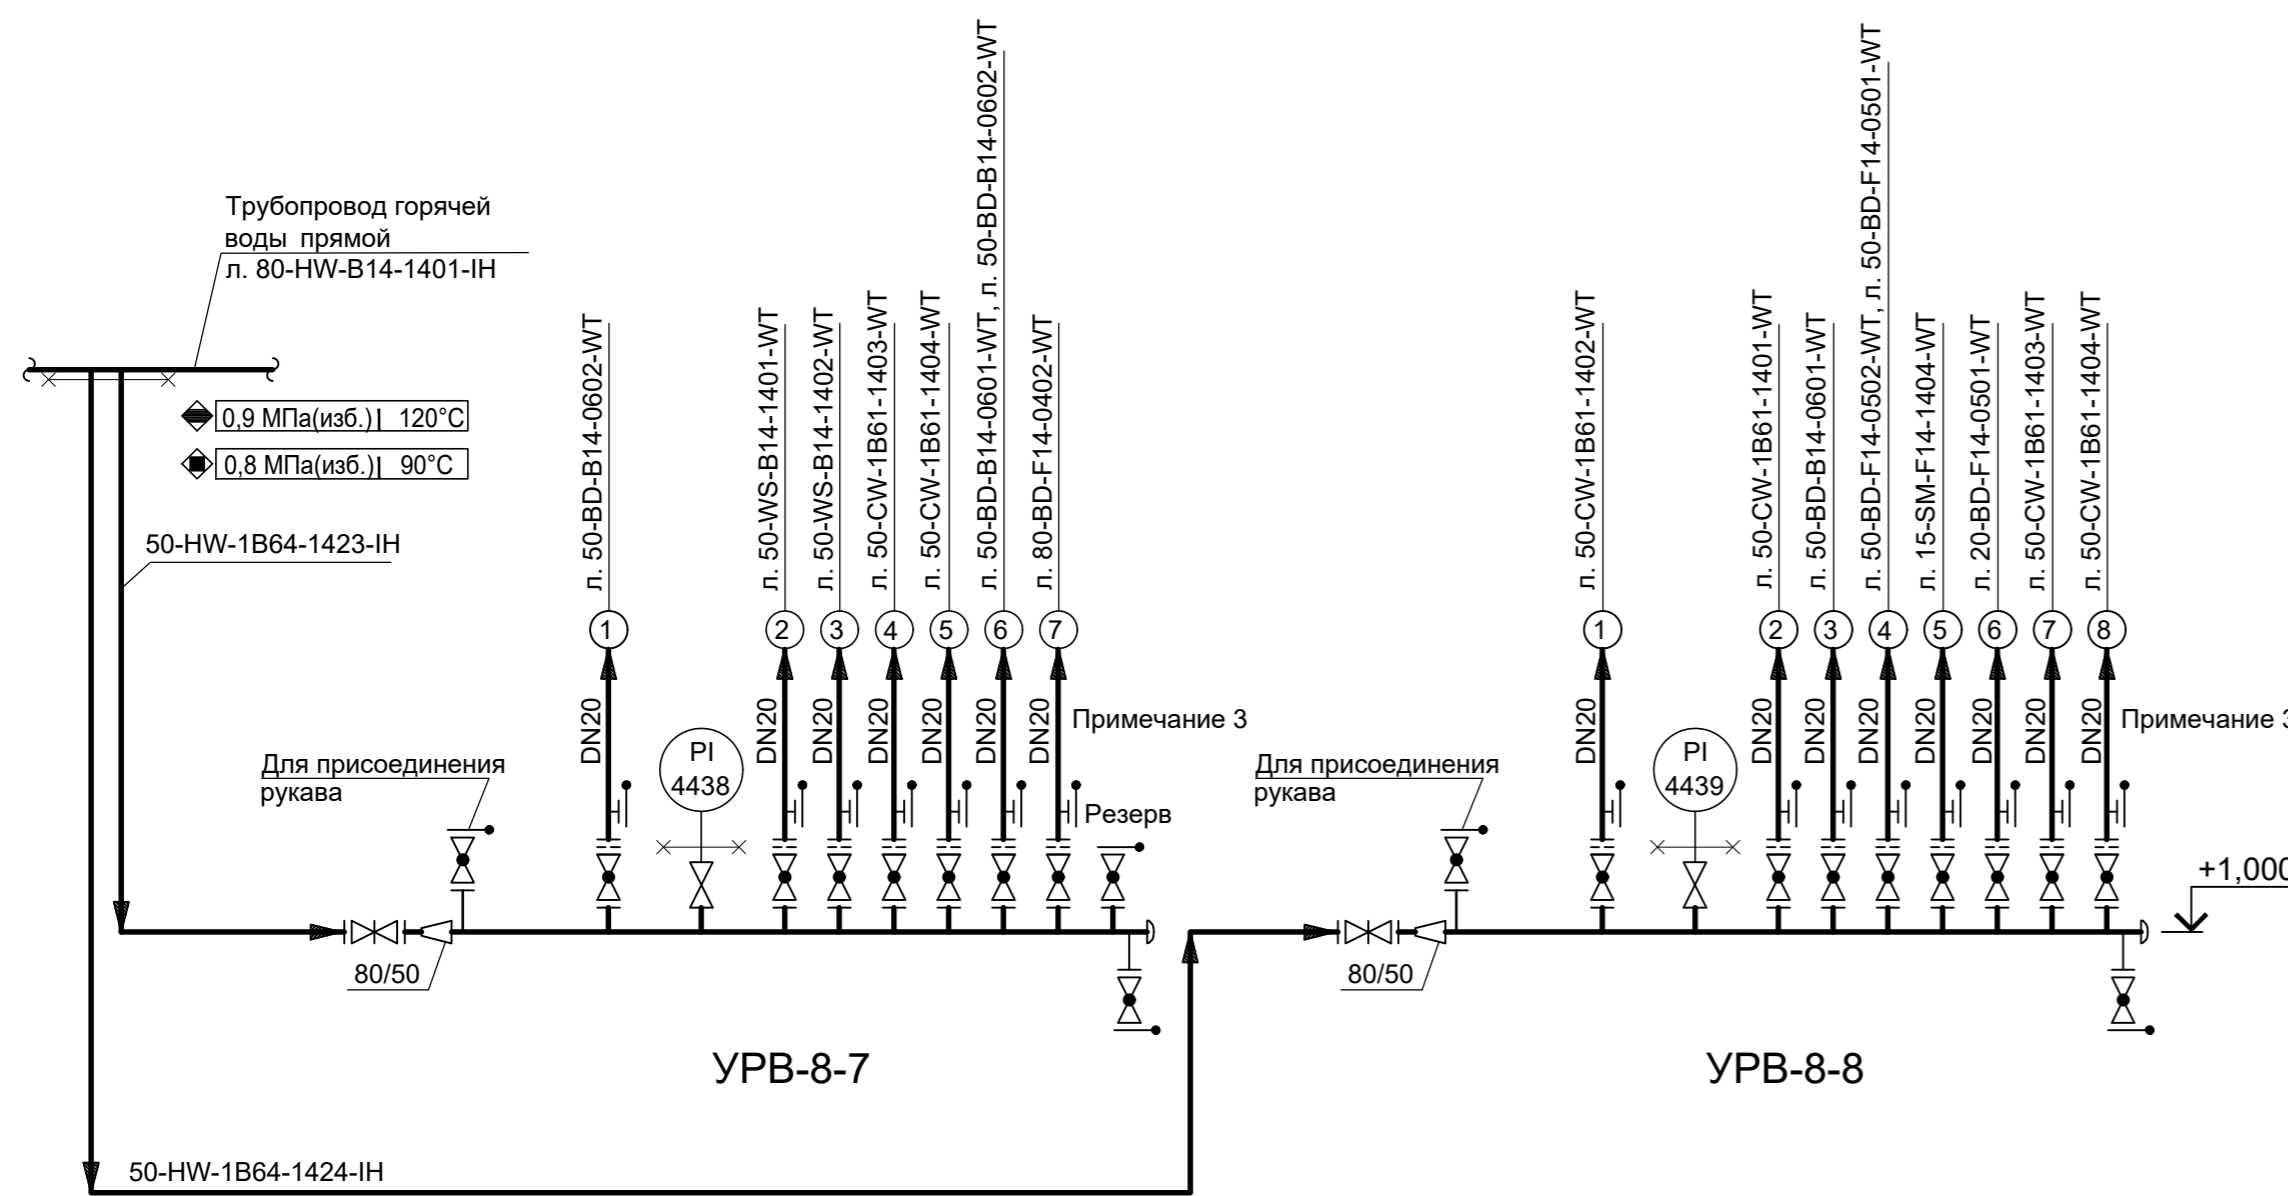 Трубопровод горячей
воды прямой
л. 80-HW-B14-1401-IH
0,9 МПа(изб.) 120°C
0,8 МПа(изб.) 90°C
50-HW-1B64-1423-IH
50-HW-1B64-1424-IH
Для присоединения
рукава
80/50
л. 50-BD-B14-0602-WT
л. 50-WS-B14-1401-WT
л. 50-WS-B14-1402-WT
л. 50-CW-1B61-1403-WT
л. 50-CW-1B61-1404-WT
л. 50-BD-B14-0601-WT, л. 50-BD-B14-0602-WT
л. 80-BD-F14-0402-WT
1
2
3
4
5
6
7
DN20
DN20
DN20
DN20
DN20
DN20
DN20
Примечание 3
PI
4438
Резерв
УРВ-8-7
Для присоединения
рукава
80/50
л. 50-CW-1B61-1402-WT
л. 50-CW-1B61-1401-WT
л. 50-BD-B14-0601-WT
л. 50-BD-F14-0502-WT, л. 50-BD-F14-0501-WT
л. 15-SM-F14-1404-WT
л. 20-BD-F14-0501-WT
л. 50-CW-1B61-1403-WT
л. 50-CW-1B61-1404-WT
1
2
3
4
5
6
7
8
DN20
DN20
DN20
DN20
DN20
DN20
DN20
DN20
Примечание 3
PI
4439
+1,000
УРВ-8-8